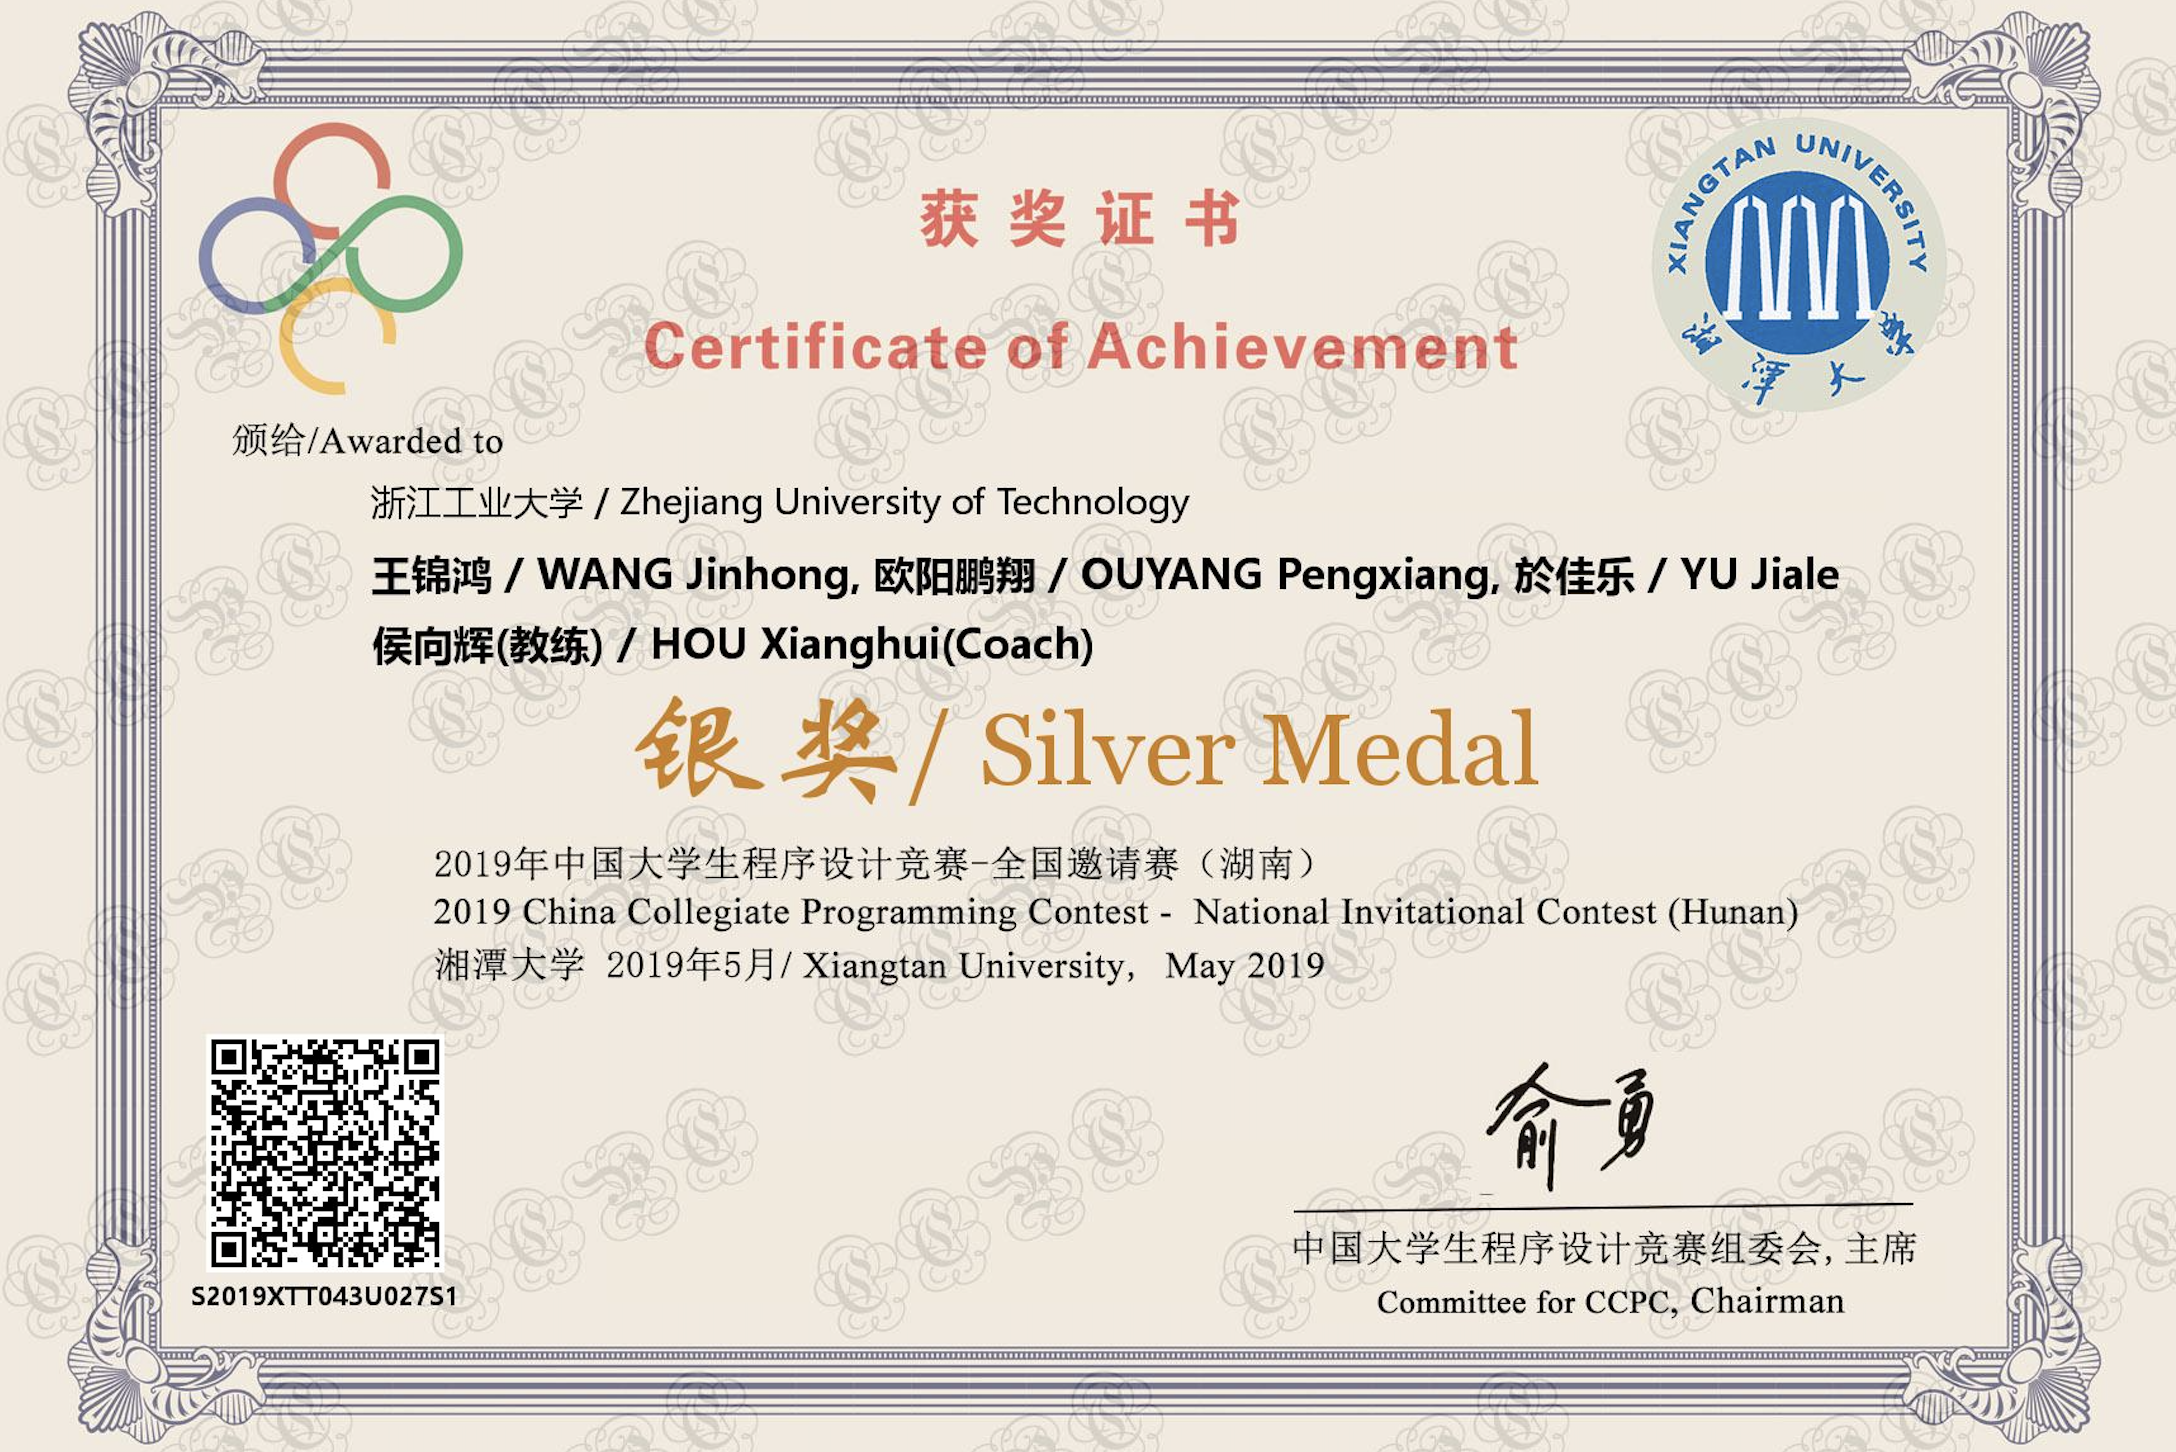 获奖证书
XIANGTAN UNIVERSITY
湘潭大学
Certificate of Achievement
颁给/Awarded to
浙江工业大学 / Zhejiang University of Technology
王锦鸿 / WANG Jinhong, 欧阳鹏翔 / OUYANG Pengxiang, 於佳乐 / YU Jiale
侯向辉(教练) / HOU Xianghui(Coach)
银奖/ Silver Medal
2019年中国大学生程序设计竞赛-全国邀请赛（湖南）
2019 China Collegiate Programming Contest - National Invitational Contest (Hunan)
湘潭大学 2019年5月/ Xiangtan University, May 2019
俞勇
中国大学生程序设计竞赛组委会, 主席
Committee for CCPC, Chairman
S2019XTT043U027S1